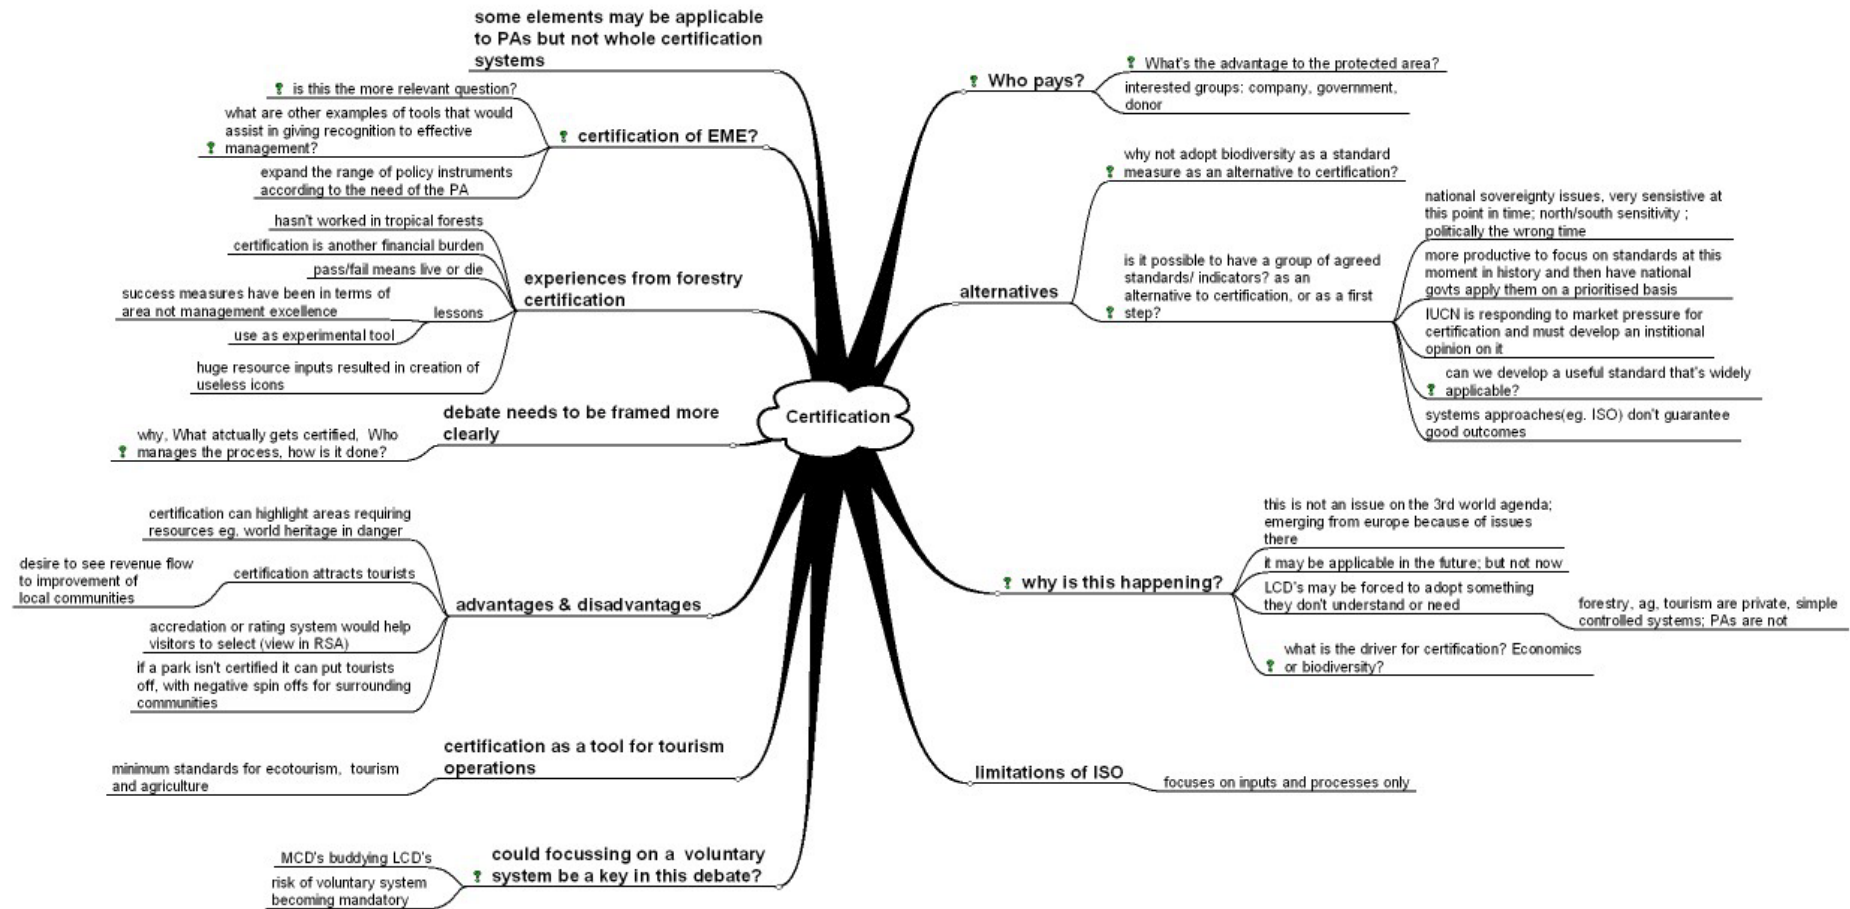 some elements may be applicable
to PAs but not whole certification
systems
is this the more relevant question?
what are other examples of tools that would
assist in giving recognition to effective
management?
expand the range of policy instruments
according to the need of the PA
certification of EME?
hasn't worked in tropical forests
certification is another financial burden
pass/fail means live or die
success measures have been in terms of
area not management excellence
use as experimental tool
lessons
huge resource inputs resulted in creation of
useless icons
experiences from forestry
certification
debate needs to be framed more
clearly
why, What atctually gets certified,  Who
manages the process, how is it done?
certification can highlight areas requiring
resources eg. world heritage in danger
desire to see revenue flow
to improvement of
local communities
certification attracts tourists
accredation or rating system would help
visitors to select (view in RSA)
if a park isn't certified it can put tourists
off, with negative spin offs for surrounding
communities
advantages & disadvantages
certification as a tool for tourism
operations
minimum standards for ecotourism,  tourism
and agriculture
MCD's buddying LCD's
risk of voluntary system
becoming mandatory
could focussing on a  voluntary
system be a key in this debate?
Certification
Who pays?
What's the advantage to the protected area?
interested groups; company, government,
donor
alternatives
why not adopt biodiversity as a standard
measure as an alternative to certification?
is it possible to have a group of agreed
standards/ indicators? as an
alternative to certification, or as a first
step?
national sovereignty issues, very sensistive at
this point in time; north/south sensitivity ;
politically the wrong time
more productive to focus on standards at this
moment in history and then have national
govts apply them on a prioritised basis
IUCN is responding to market pressure for
certification and must develop an institional
opinion on it
can we develop a useful standard that's widely
applicable?
systems approaches(eg. ISO) don't guarantee
good outcomes
why is this happening?
this is not an issue on the 3rd world agenda;
emerging from europe because of issues
there
it may be applicable in the future; but not now
LCD's may be forced to adopt something
they don't understand or need
forestry, ag, tourism are private, simple
controlled systems; PAs are not
what is the driver for certification? Economics
or biodiversity?
limitations of ISO
focuses on inputs and processes only